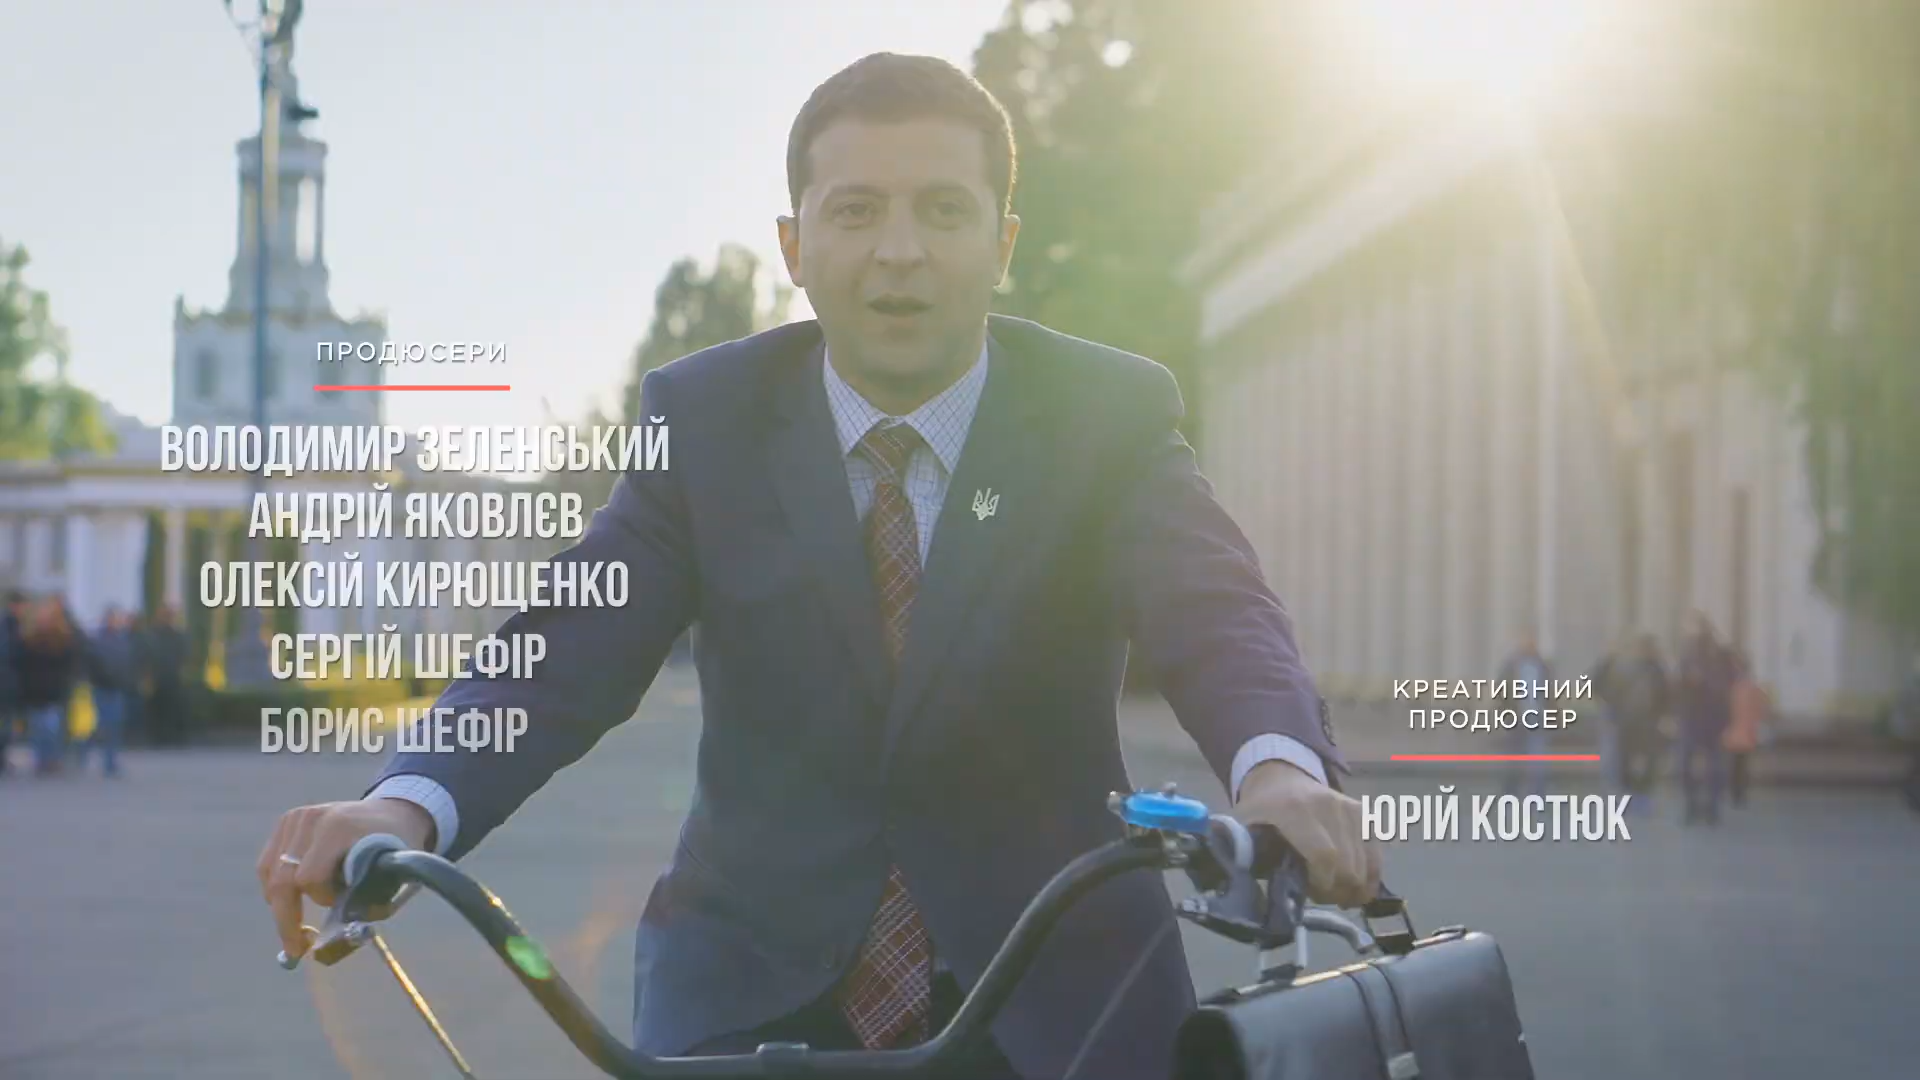 ПРОДЮСЕРИ
ВОЛОДИМИР ЗЕЛЕНСЬКИЙ
АНДРІЙ ЯКОВЛЄВ
ОЛЕКСІЙ КИРЮЩЕНКО
СЕРГІЙ ШЕФІР
БОРИС ШЕФІР
КРЕАТИВНИЙ
ПРОДЮСЕР
ЮРІЙ КОСТЮК